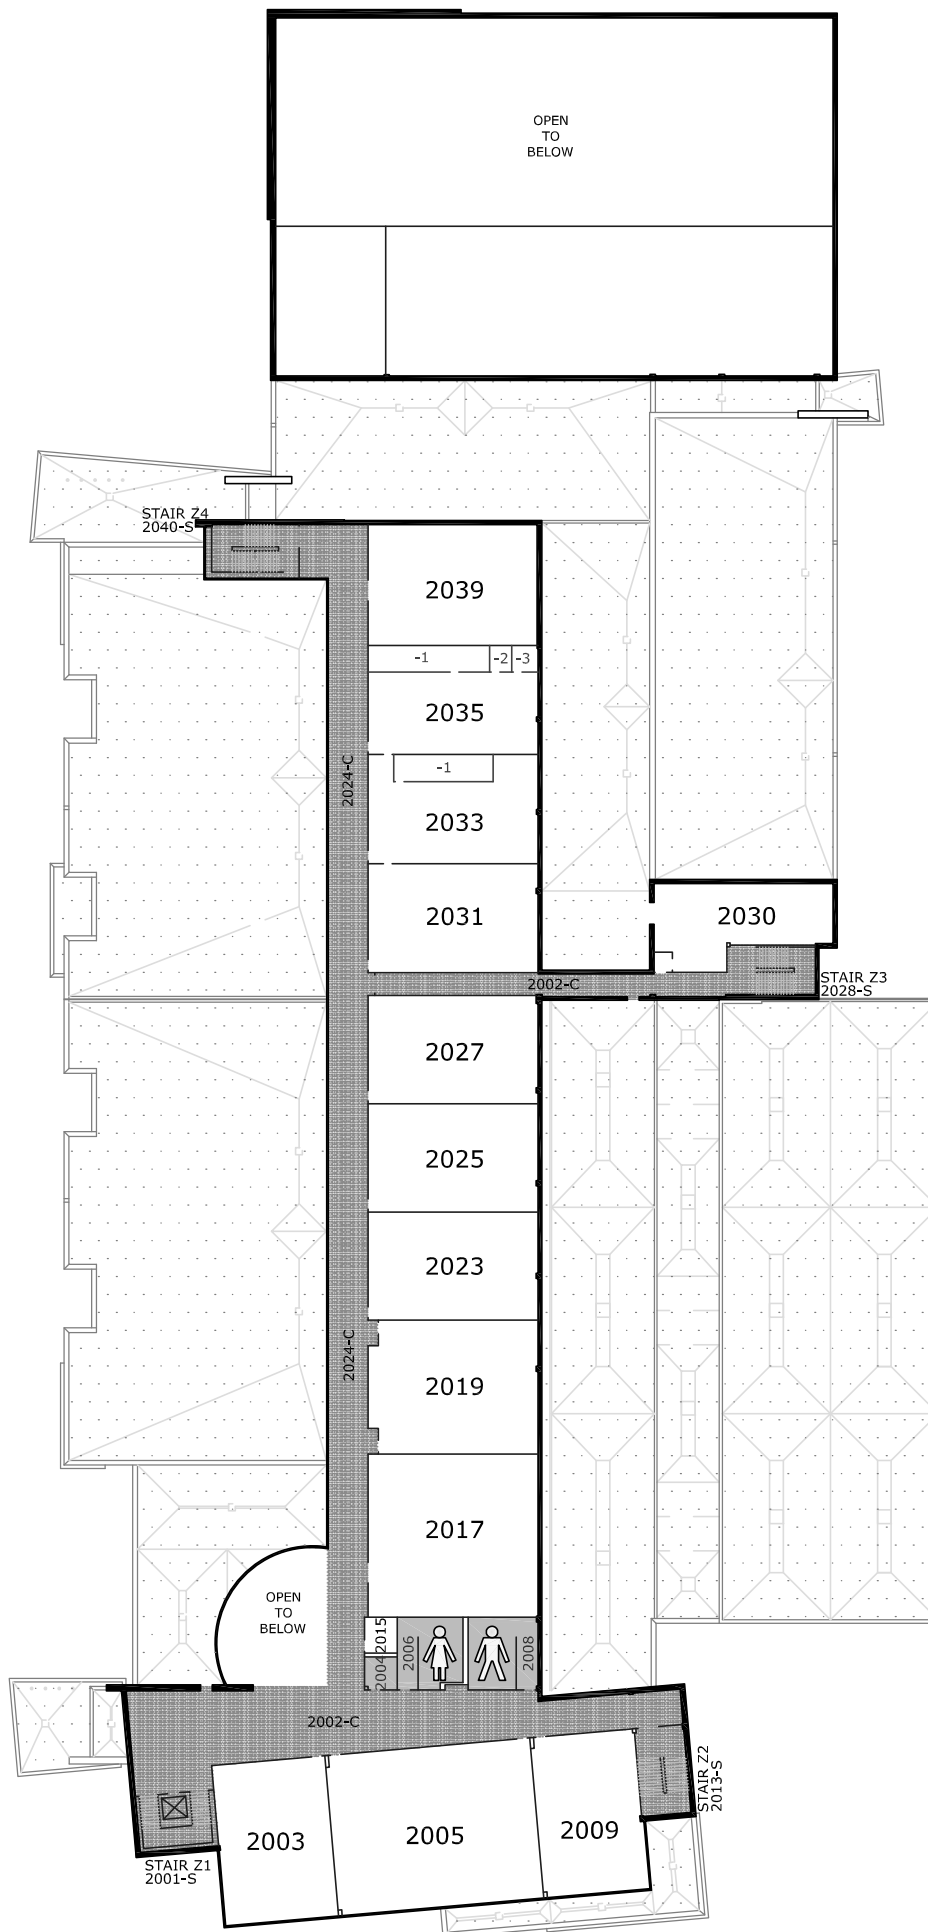 OPEN
TO
BELOW
STAIR Z4
2040-S
2039
-1
-2
-3
2035
2024-C
-1
2033
2031
2030
2002-C
STAIR Z3
2028-S
2027
2025
2023
2024-C
2019
2017
OPEN
TO
BELOW
2015
2004
2006
2008
2002-C
STAIR Z2
2013-S
2003
2005
2009
STAIR Z1
2001-S